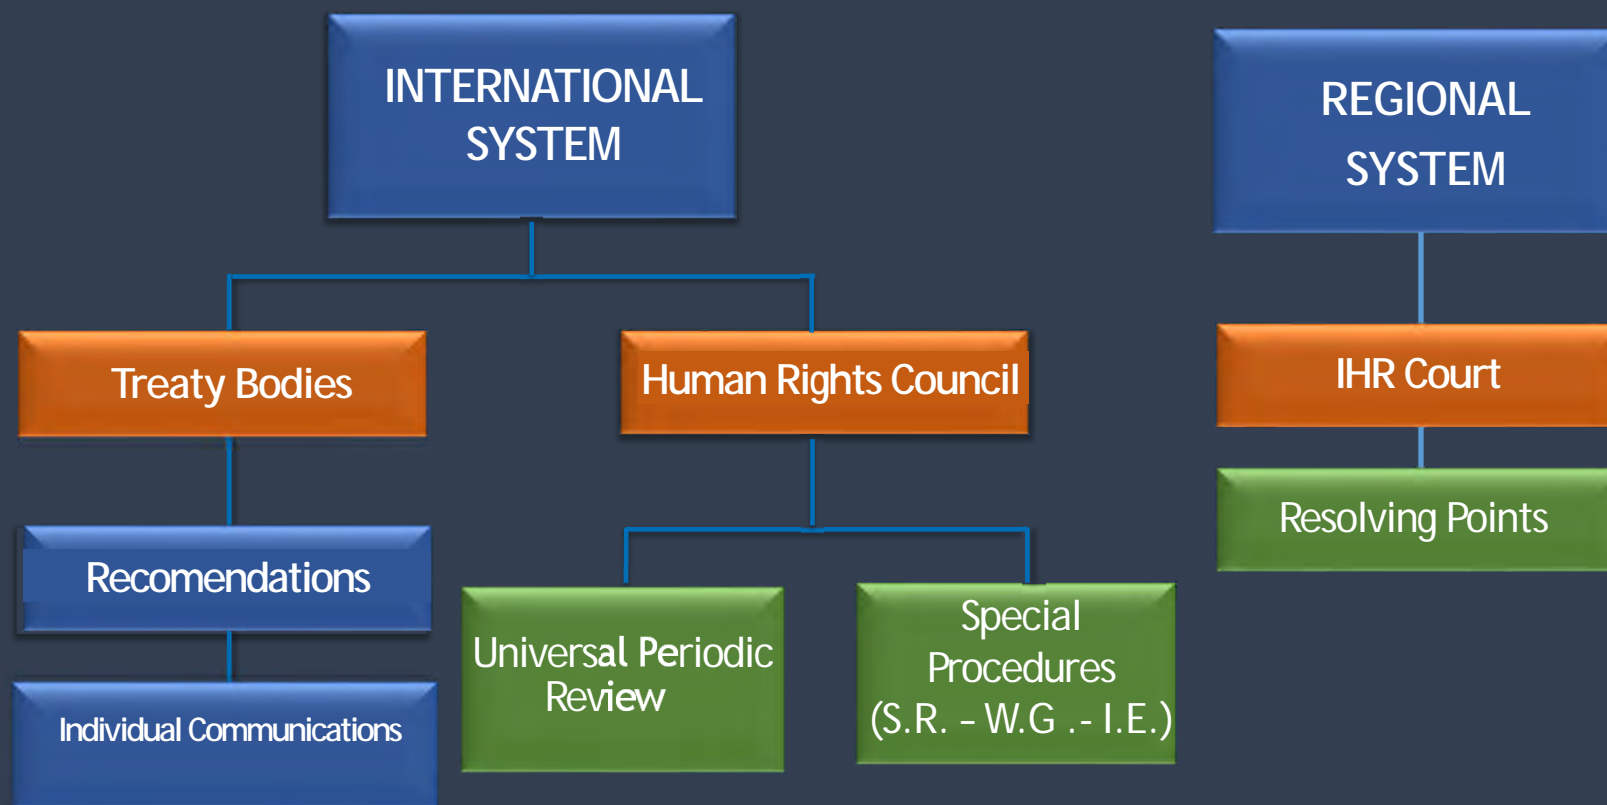 INTERNATIONAL
SYSTEM
REGIONAL
SYSTEM
Treaty Bodies
Human Rights Council
IHR Court
Recomendations
Resolving Points
Universal Periodic
Review
Special
Procedures
(S.R. – W.G .- I.E.)
Individual Communications